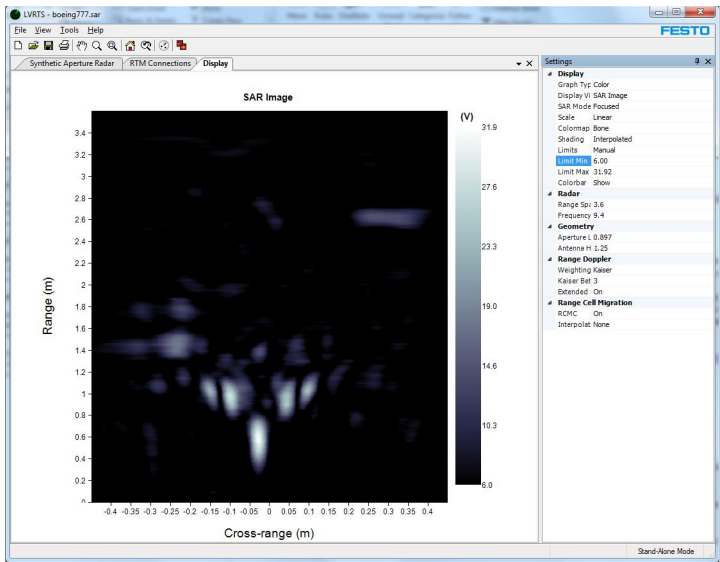 LVRTS - boeing777.sar
File View Tools Help
FESTO
Synthetic Aperture Radar RTM Connections Display
SAR Image
(V)
31.9
27.6
23.3
19.0
14.6
10.3
6.0
3.4
3.2
3
2.8
2.6
2.4
2.2
2
1.8
1.6
1.4
1.2
1
0.8
0.6
0.4
0.2
0
Range (m)
-0.4 -0.35 -0.3 -0.25 -0.2 -0.15 -0.1 -0.05 0 0.05 0.1 0.15 0.2 0.25 0.3 0.35 0.4
Cross-range (m)
Settings
Display
Graph Typ Color
Display Vi SAR Image
SAR Mode Focused
Scale Linear
Colormap Bone
Shading Interpolated
Limits Manual
Limit Min 6.00
Limit Max 31.92
Colorbar Show
Radar
Range Spa 3.6
Frequency 9.4
Geometry
Aperture L 0.897
Antenna H 1.25
Range Doppler
Weighting Kaiser
Kaiser Bet 3
Extended On
Range Cell Migration
RCMC On
Interpolat None
Stand-Alone Mode